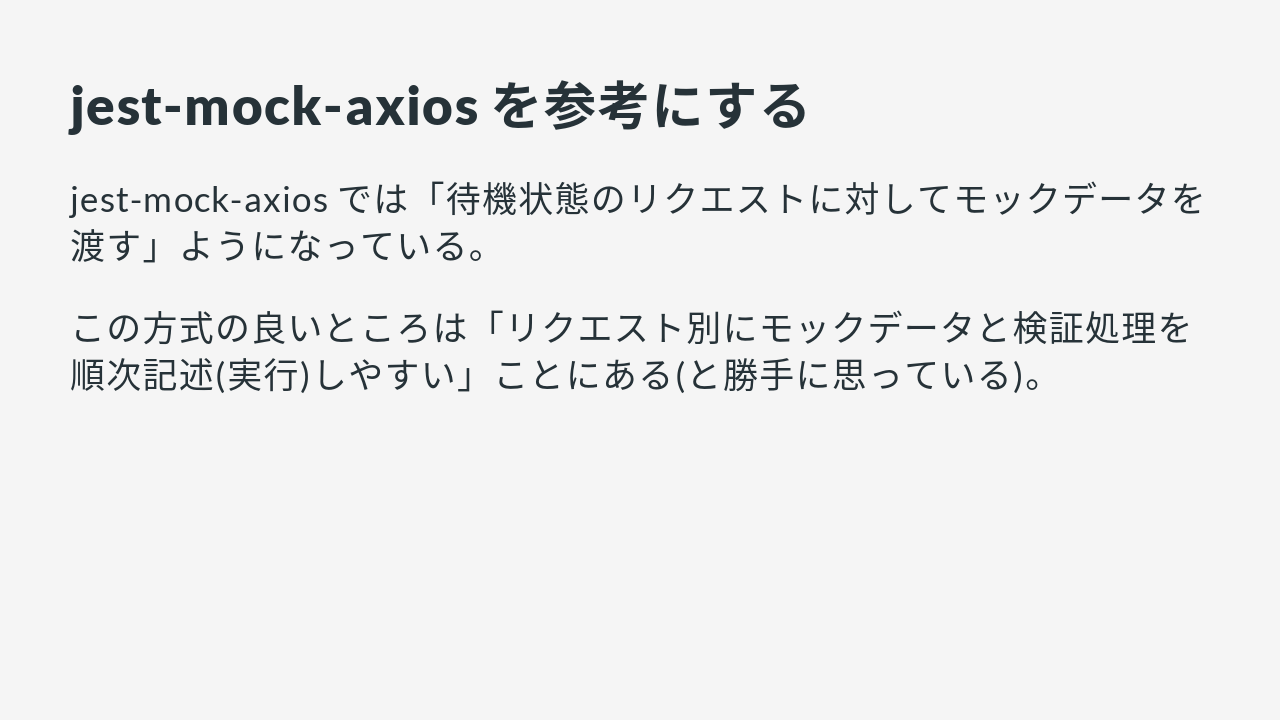 jest-mock-axios を参考にする
jest-mock-axios では「待機状態のリクエストに対してモックデータを
渡す」ようになっている。
この方式の良いところは「リクエスト別にモックデータと検証処理を
順次記述(実行)しやすい」ことにある(と勝手に思っている)。